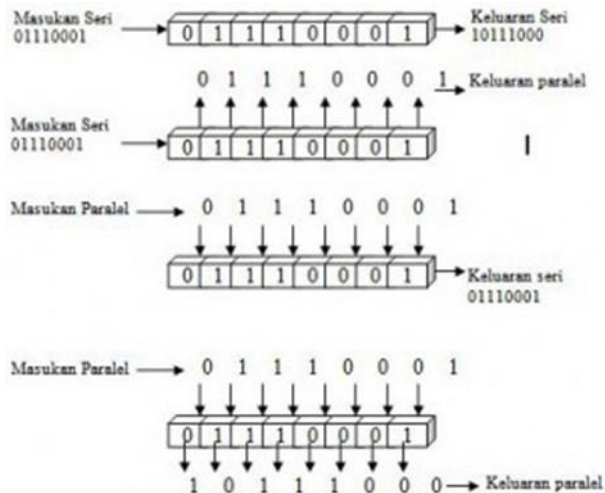 Masukan Seri
01110001
0 1 1 1 0 0 0 1
Keluaran Seri
10111000
0 1 1 1 0 0 0 1
Keluaran paralel
Masukan Seri
01110001
0 1 1 1 0 0 0 1
Masukan Paralel
0 1 1 1 0 0 0 1
0 1 1 1 0 0 0 1
Keluaran seri
01110001
Masukan Paralel
0 1 1 1 0 0 0 1
0 1 1 1 0 0 0 1
1 0 1 1 1 0 0 0
Keluaran paralel